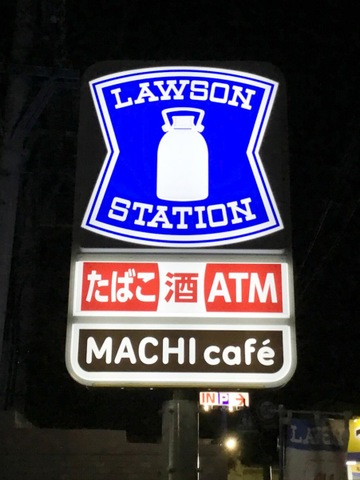 LAWSON
STATION
たばこ 酒 ATM
MACHI café
IN P